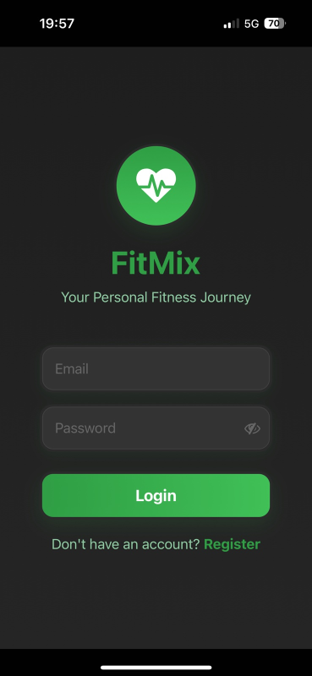 19:57 5G 70
FitMix
Your Personal Fitness Journey
Email
Password
Login
Don't have an account? Register